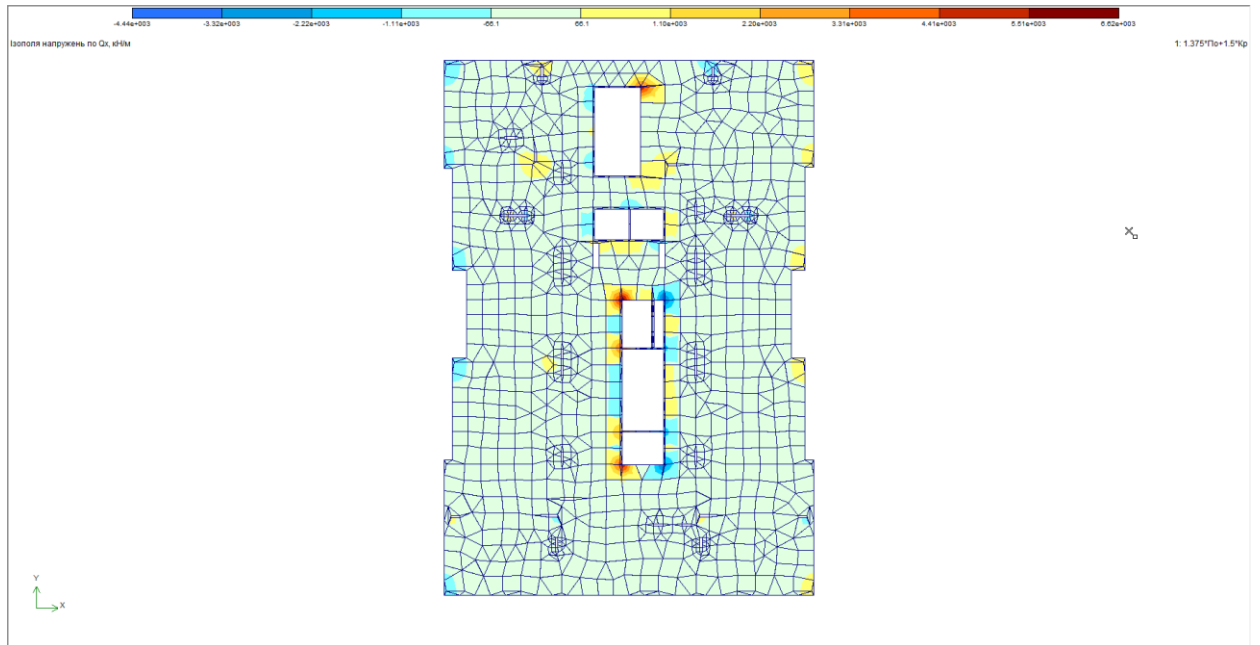 -4.44e+003 -3.32e+003 -2.22e+003 -1.11e+003 -66.1 66.1 1.10e+003 2.20e+003 3.31e+003 4.41e+003 5.51e+003 6.62e+003
Ізополя напружень по Qx, кН/м
1: 1.375*По+1.5*Кр
Y
X